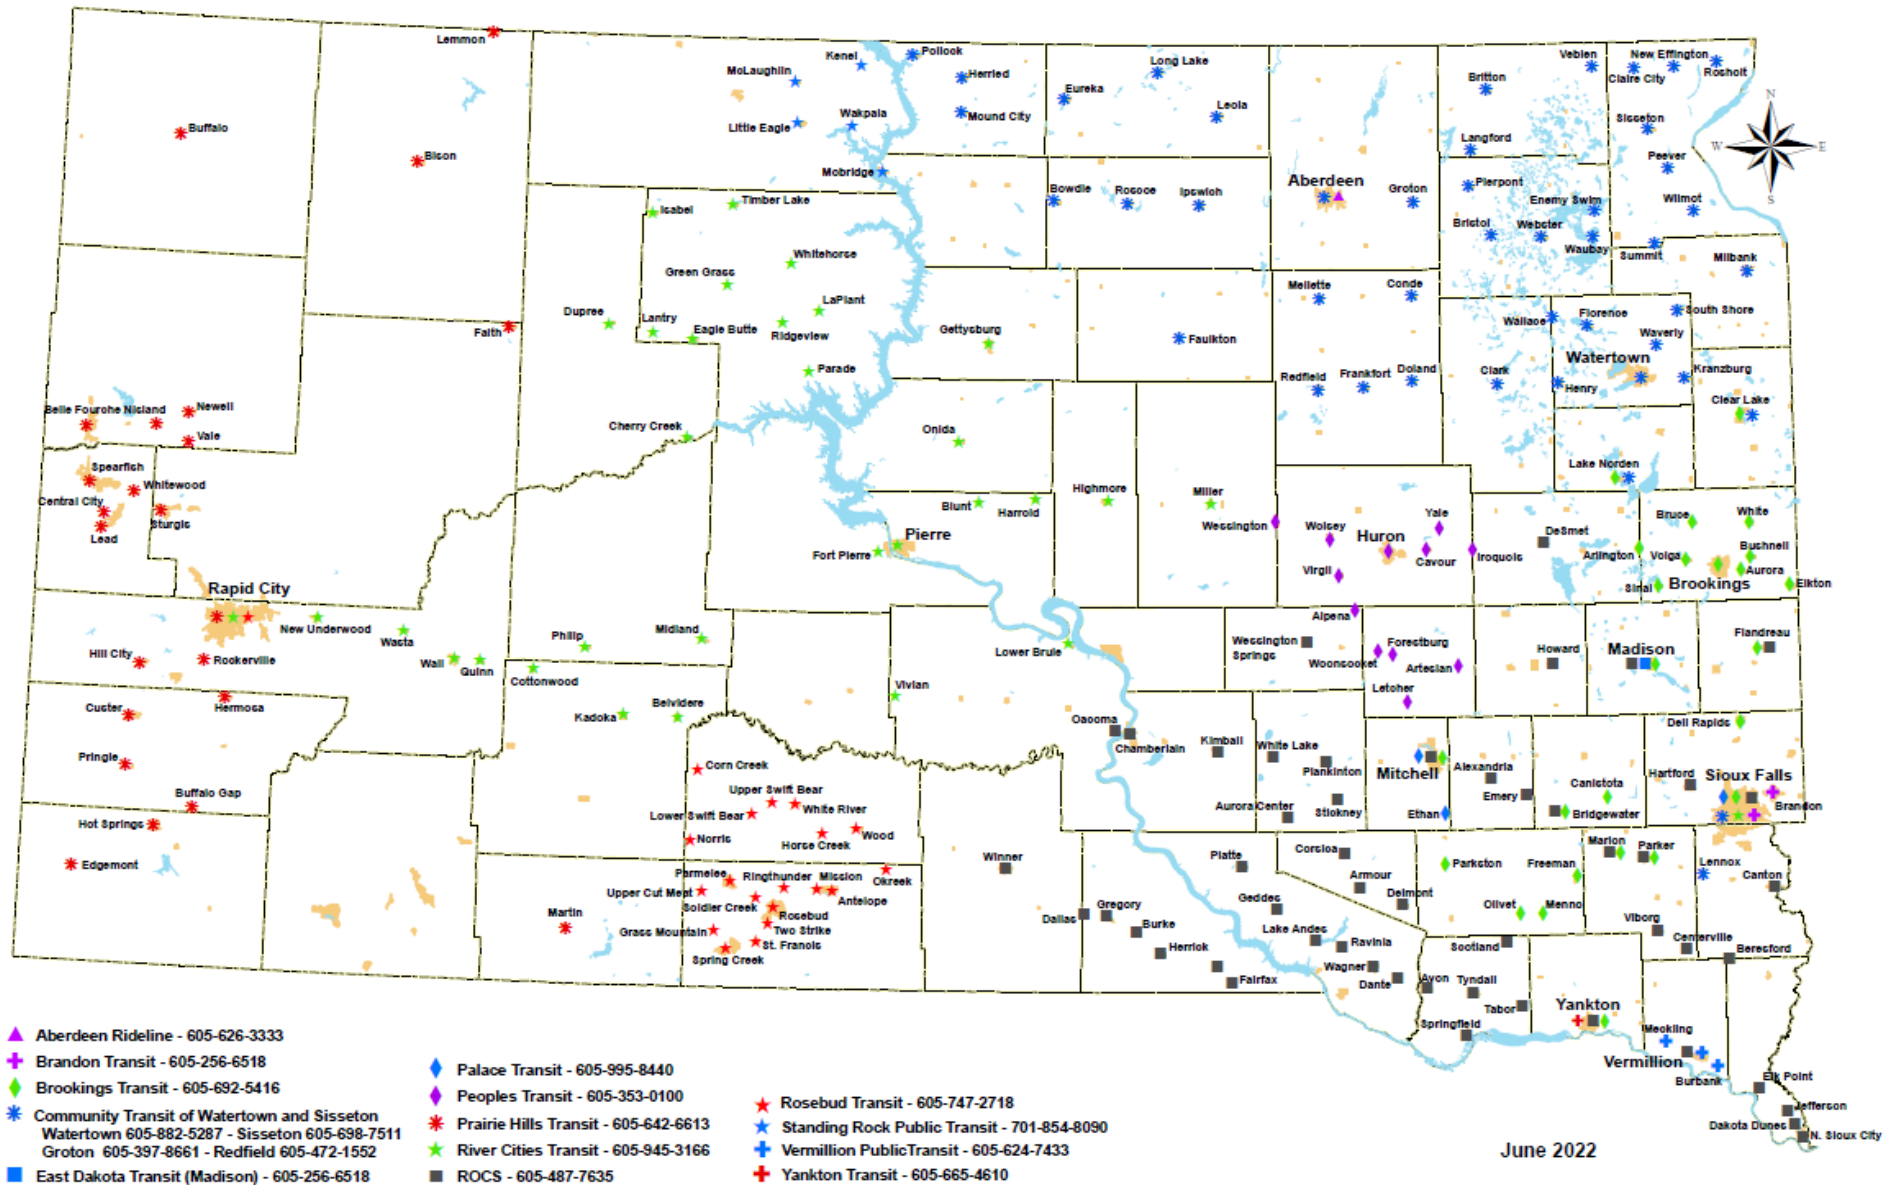 Lemmon
Kenel
Pollock
McLaughlin
Herried
Long Lake
Eureka
Britton
Veblen
New Effington
Claire City
Rosholt
N
Buffalo
Little Eagle
Wakpala
Mound City
Leola
Sisseton
W
E
Bison
Langford
Peever
Mobridge
Aberdeen
S
Bowdle
Roscoe
Ipswich
Groton
Pierpont
Enemy Swim
Wilmot
Isabel
Timber Lake
Bristol
Webster
Waubay
Summit
Whitehorse
Milbank
Green Grass
Mellette
Conde
LaPlant
Dupree
Lantry
Eagle Butte
Ridgeview
Gettysburg
Wallace
Florence
South Shore
Faith
Faulkton
Waverly
Watertown
Parade
Redfield
Frankfort
Doland
Clark
Henry
Kranzburg
Clear Lake
Belle Fourche Nisland
Newell
Vale
Cherry Creek
Onida
Spearfish
Whitewood
Lake Norden
Central City
Sturgis
Lead
Blunt
Harrold
Highmore
Miller
Wessington
Wolsey
Yale
Bruce
White
Pierre
Huron
DeSmet
Fort Pierre
Cavour
Iroquois
Arlington
Volga
Bushnell
Virgil
Aurora
Brookings
Sinai
Elkton
Rapid City
New Underwood
Wasta
Alpena
Philip
Midland
Lower Brule
Wessington
Springs
Forestburg
Woonsocket
Artesian
Howard
Madison
Flandreau
Hill City
Rockerville
Wall
Quinn
Cottonwood
Vivian
Letcher
Custer
Hermosa
Kadoka
Belvidere
Oacoma
Chamberlain
Dell Rapids
Kimball
White Lake
Plankinton
Mitchell
Alexandria
Canistota
Hartford
Sioux Falls
Pringle
Corn Creek
Buffalo Gap
Upper Swift Bear
White River
Lower Swift Bear
Aurora Center
Stickney
Ethan
Emery
Bridgewater
Brandon
Hot Springs
Norris
Horse Creek
Wood
Edgemont
Winner
Platte
Corsica
Parkston
Freeman
Marion
Parker
Lennox
Parmelee
Ringthunder
Mission
Okreek
Armour
Canton
Upper Cut Meat
Antelope
Delmont
Martin
Soldier Creek
Rosebud
Dallas
Gregory
Geddes
Olivet
Menno
Grass Mountain
Two Strike
Burke
Lake Andes
Viborg
St. Francis
Herrick
Ravinia
Scotland
Centerville
Beresford
Spring Creek
Fairfax
Wagner
Dante
Avon
Tyndall
Tabor
Yankton
Springfield
Meckling
Vermillion
Burbank
Elk Point
Jefferson
Dakota Dunes
N. Sioux City
Aberdeen Rideline - 605-626-3333
Brandon Transit - 605-256-6518
Brookings Transit - 605-692-5416
Community Transit of Watertown and Sisseton
Watertown 605-882-5287 - Sisseton 605-698-7511
Groton 605-397-8661 - Redfield 605-472-1552
East Dakota Transit (Madison) - 605-256-6518
Palace Transit - 605-995-8440
Peoples Transit - 605-353-0100
Prairie Hills Transit - 605-642-6613
River Cities Transit - 605-945-3166
ROCS - 605-487-7635
Rosebud Transit - 605-747-2718
Standing Rock Public Transit - 701-854-8090
Vermillion PublicTransit - 605-624-7433
Yankton Transit - 605-665-4610
June 2022